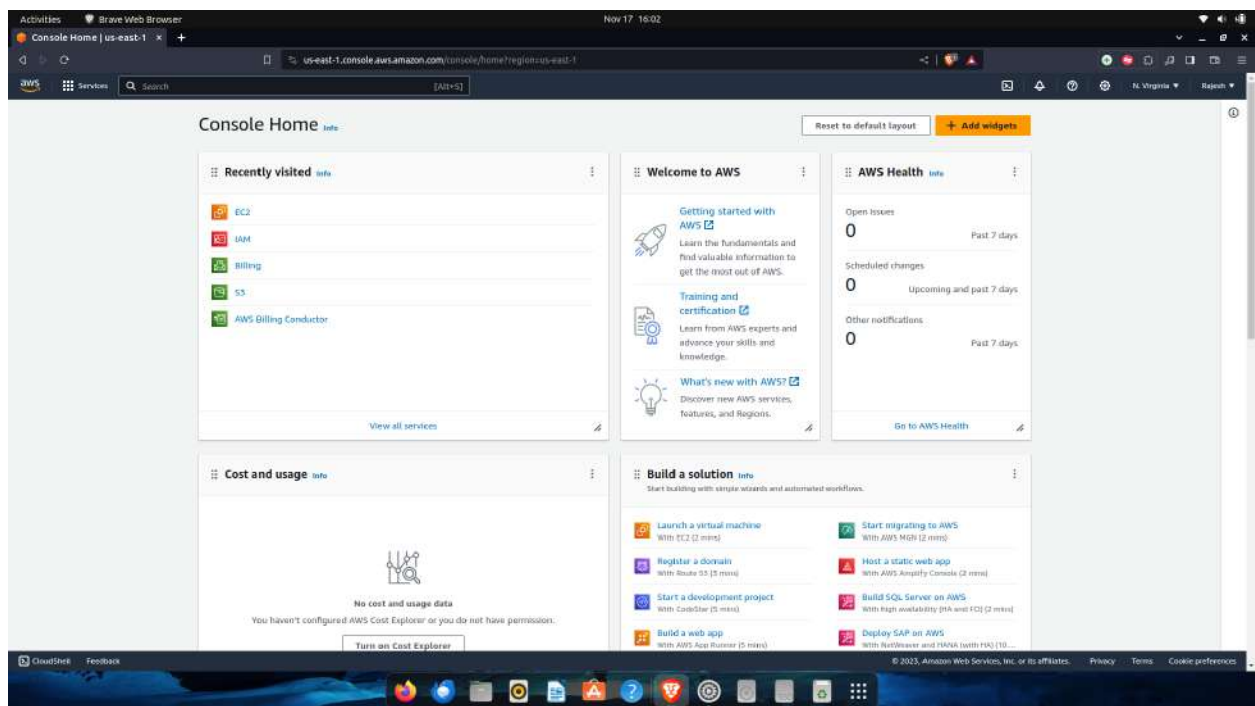 Activities Brave Web Browser Nov 17 16:02
Console Home | us-east-1 × +
us-east-1.console.aws.amazon.com/console/home?region=us-east-1
aws Services Search [Alt+S] N. Virginia Rajesh
Console Home Info Reset to default layout + Add widgets
Recently visited Info
EC2
IAM
Billing
S3
AWS Billing Conductor
View all services
Welcome to AWS
Getting started with
AWS
Learn the fundamentals and
find valuable information to
get the most out of AWS.
Training and
certification
Learn from AWS experts and
advance your skills and
knowledge.
What's new with AWS?
Discover new AWS services,
features, and Regions.
AWS Health Info
Open issues
0 Past 7 days
Scheduled changes
0 Upcoming and past 7 days
Other notifications
0 Past 7 days
Go to AWS Health
Cost and usage Info
No cost and usage data
You haven't configured AWS Cost Explorer or you do not have permission.
Turn on Cost Explorer
Build a solution Info
Start building with simple wizards and automated workflows.
Launch a virtual machine
With EC2 (2 mins)
Start migrating to AWS
With AWS MGN (2 mins)
Register a domain
With Route 53 (3 mins)
Host a static web app
With AWS Amplify Console (2 mins)
Start a development project
With CodeStar (5 mins)
Build SQL Server on AWS
With high availability (HA and FCI) (2 mins)
Build a web app
With AWS App Runner (5 mins)
Deploy SAP on AWS
With NetWeaver and HANA (with HA) (10...
CloudShell Feedback © 2023, Amazon Web Services, Inc. or its affiliates. Privacy Terms Cookie preferences